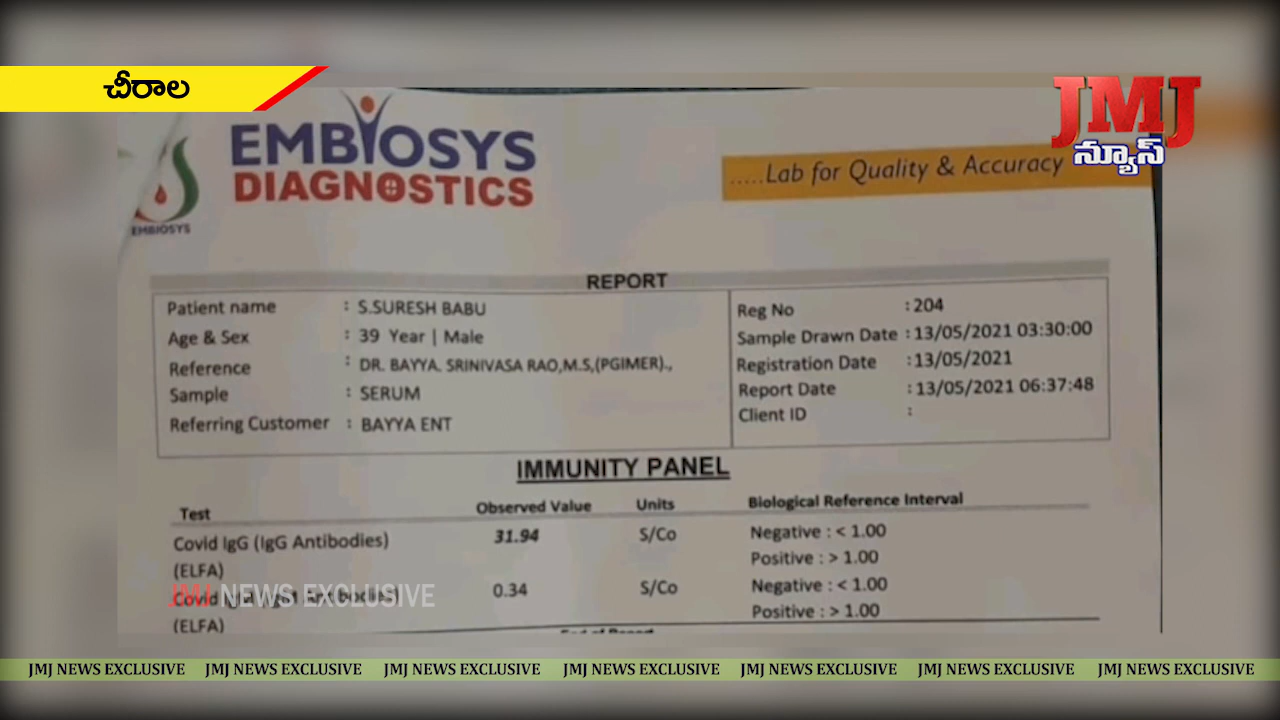 చీరాల
JMJ
న్యూస్
EMBIOSYS
DIAGNOSTICS
.....Lab for Quality & Accuracy
EMBIOSYS
REPORT
Patient name : S.SURESH BABU
Age & Sex : 39 Year | Male
Reference : DR. BAYYA. SRINIVASA RAO,M.S,(PGIMER).,
Sample : SERUM
Referring Customer : BAYYA ENT
Reg No : 204
Sample Drawn Date : 13/05/2021 03:30:00
Registration Date : 13/05/2021
Report Date : 13/05/2021 06:37:48
Client ID :
IMMUNITY PANEL
Test Observed Value Units Biological Reference Interval
Covid IgG (IgG Antibodies) 31.94 S/Co Negative : < 1.00
(ELFA) Positive : > 1.00
Covid 0.34 S/Co Negative : < 1.00
JMJ NEWS EXCLUSIVE
(ELFA) Positive : > 1.00
End of Report
JMJ NEWS EXCLUSIVE JMJ NEWS EXCLUSIVE JMJ NEWS EXCLUSIVE JMJ NEWS EXCLUSIVE JMJ NEWS EXCLUSIVE JMJ NEWS EXCLUSIVE JMJ NEWS EXCLUSIVE